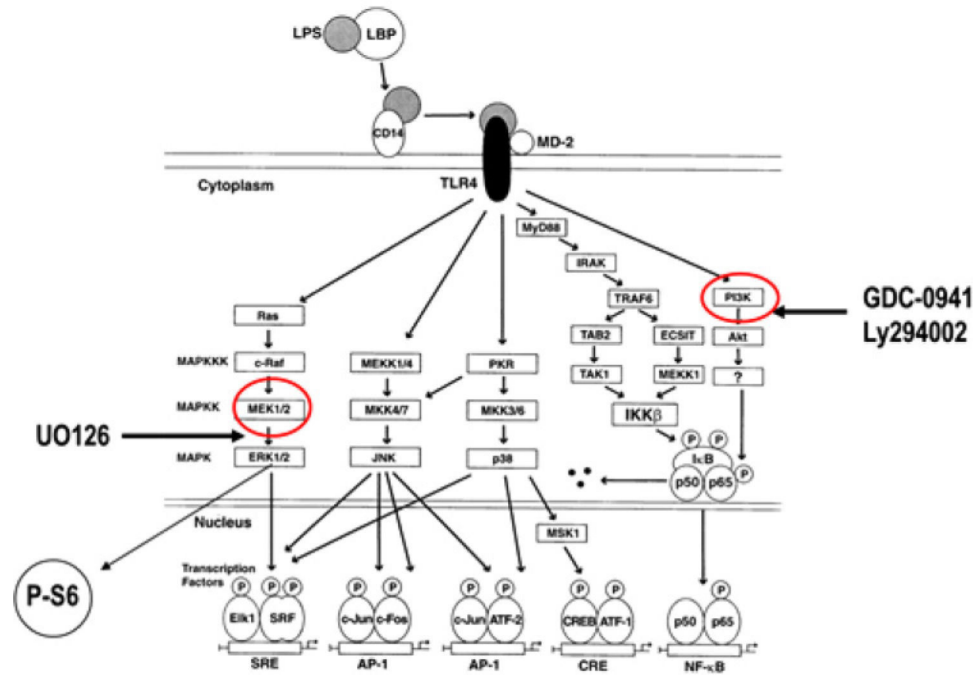 LPS
LBP
CD14
MD-2
TLR4
Cytoplasm
MyD88
IRAK
TRAF6
PI3K
GDC-0941
Ly294002
Ras
TAB2
ECSIT
Akt
MAPKKK
c-Raf
MEKK1/4
PKR
TAK1
MEKK1
?
MAPKK
MEK1/2
MKK4/7
MKK3/6
IKKβ
UO126
MAPK
ERK1/2
JNK
p38
P
P
IκB
p50
p65
P
Nucleus
MSK1
Transcription
Factors
P
P
P
P
P
P
P
P
P
P
P-S6
Elk1
SRF
c-Jun
c-Fos
c-Jun
ATF-2
CREB
ATF-1
p50
p65
SRE
AP-1
AP-1
CRE
NF-κB